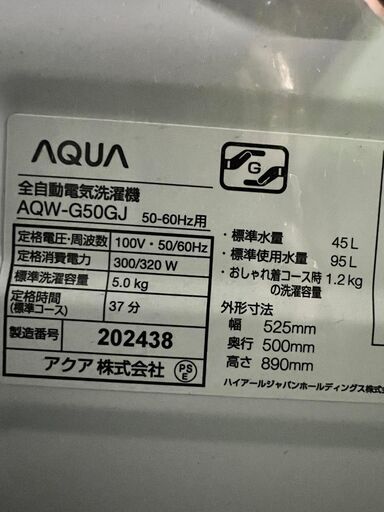 AQUA
G
全自動電気洗濯機
AQW-G50GJ 50-60Hz用
定格電圧・周波数 100V・50/60Hz
定格消費電力 300/320 W
標準洗濯容量 5.0 kg
定格時間(標準コース) 37 分
製造番号 202438
アクア 株式会社 PSE
・標準水量 45L
・標準使用水量 95L
・おしゃれ着コース時 1.2kg
の洗濯容量
外形寸法
幅 525mm
奥行 500mm
高さ 890mm
ハイアールジャパンホールディングス株式